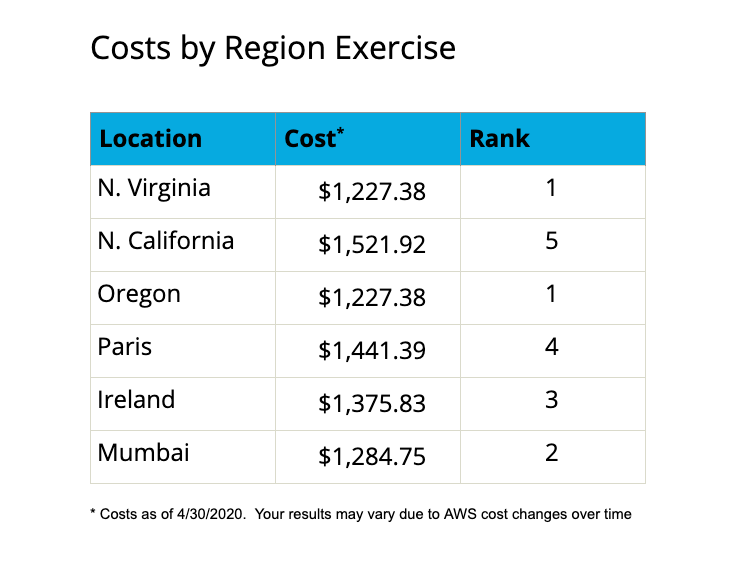 Costs by Region Exercise
Location Cost* Rank
N. Virginia $1,227.38 1
N. California $1,521.92 5
Oregon $1,227.38 1
Paris $1,441.39 4
Ireland $1,375.83 3
Mumbai $1,284.75 2
* Costs as of 4/30/2020.  Your results may vary due to AWS cost changes over time